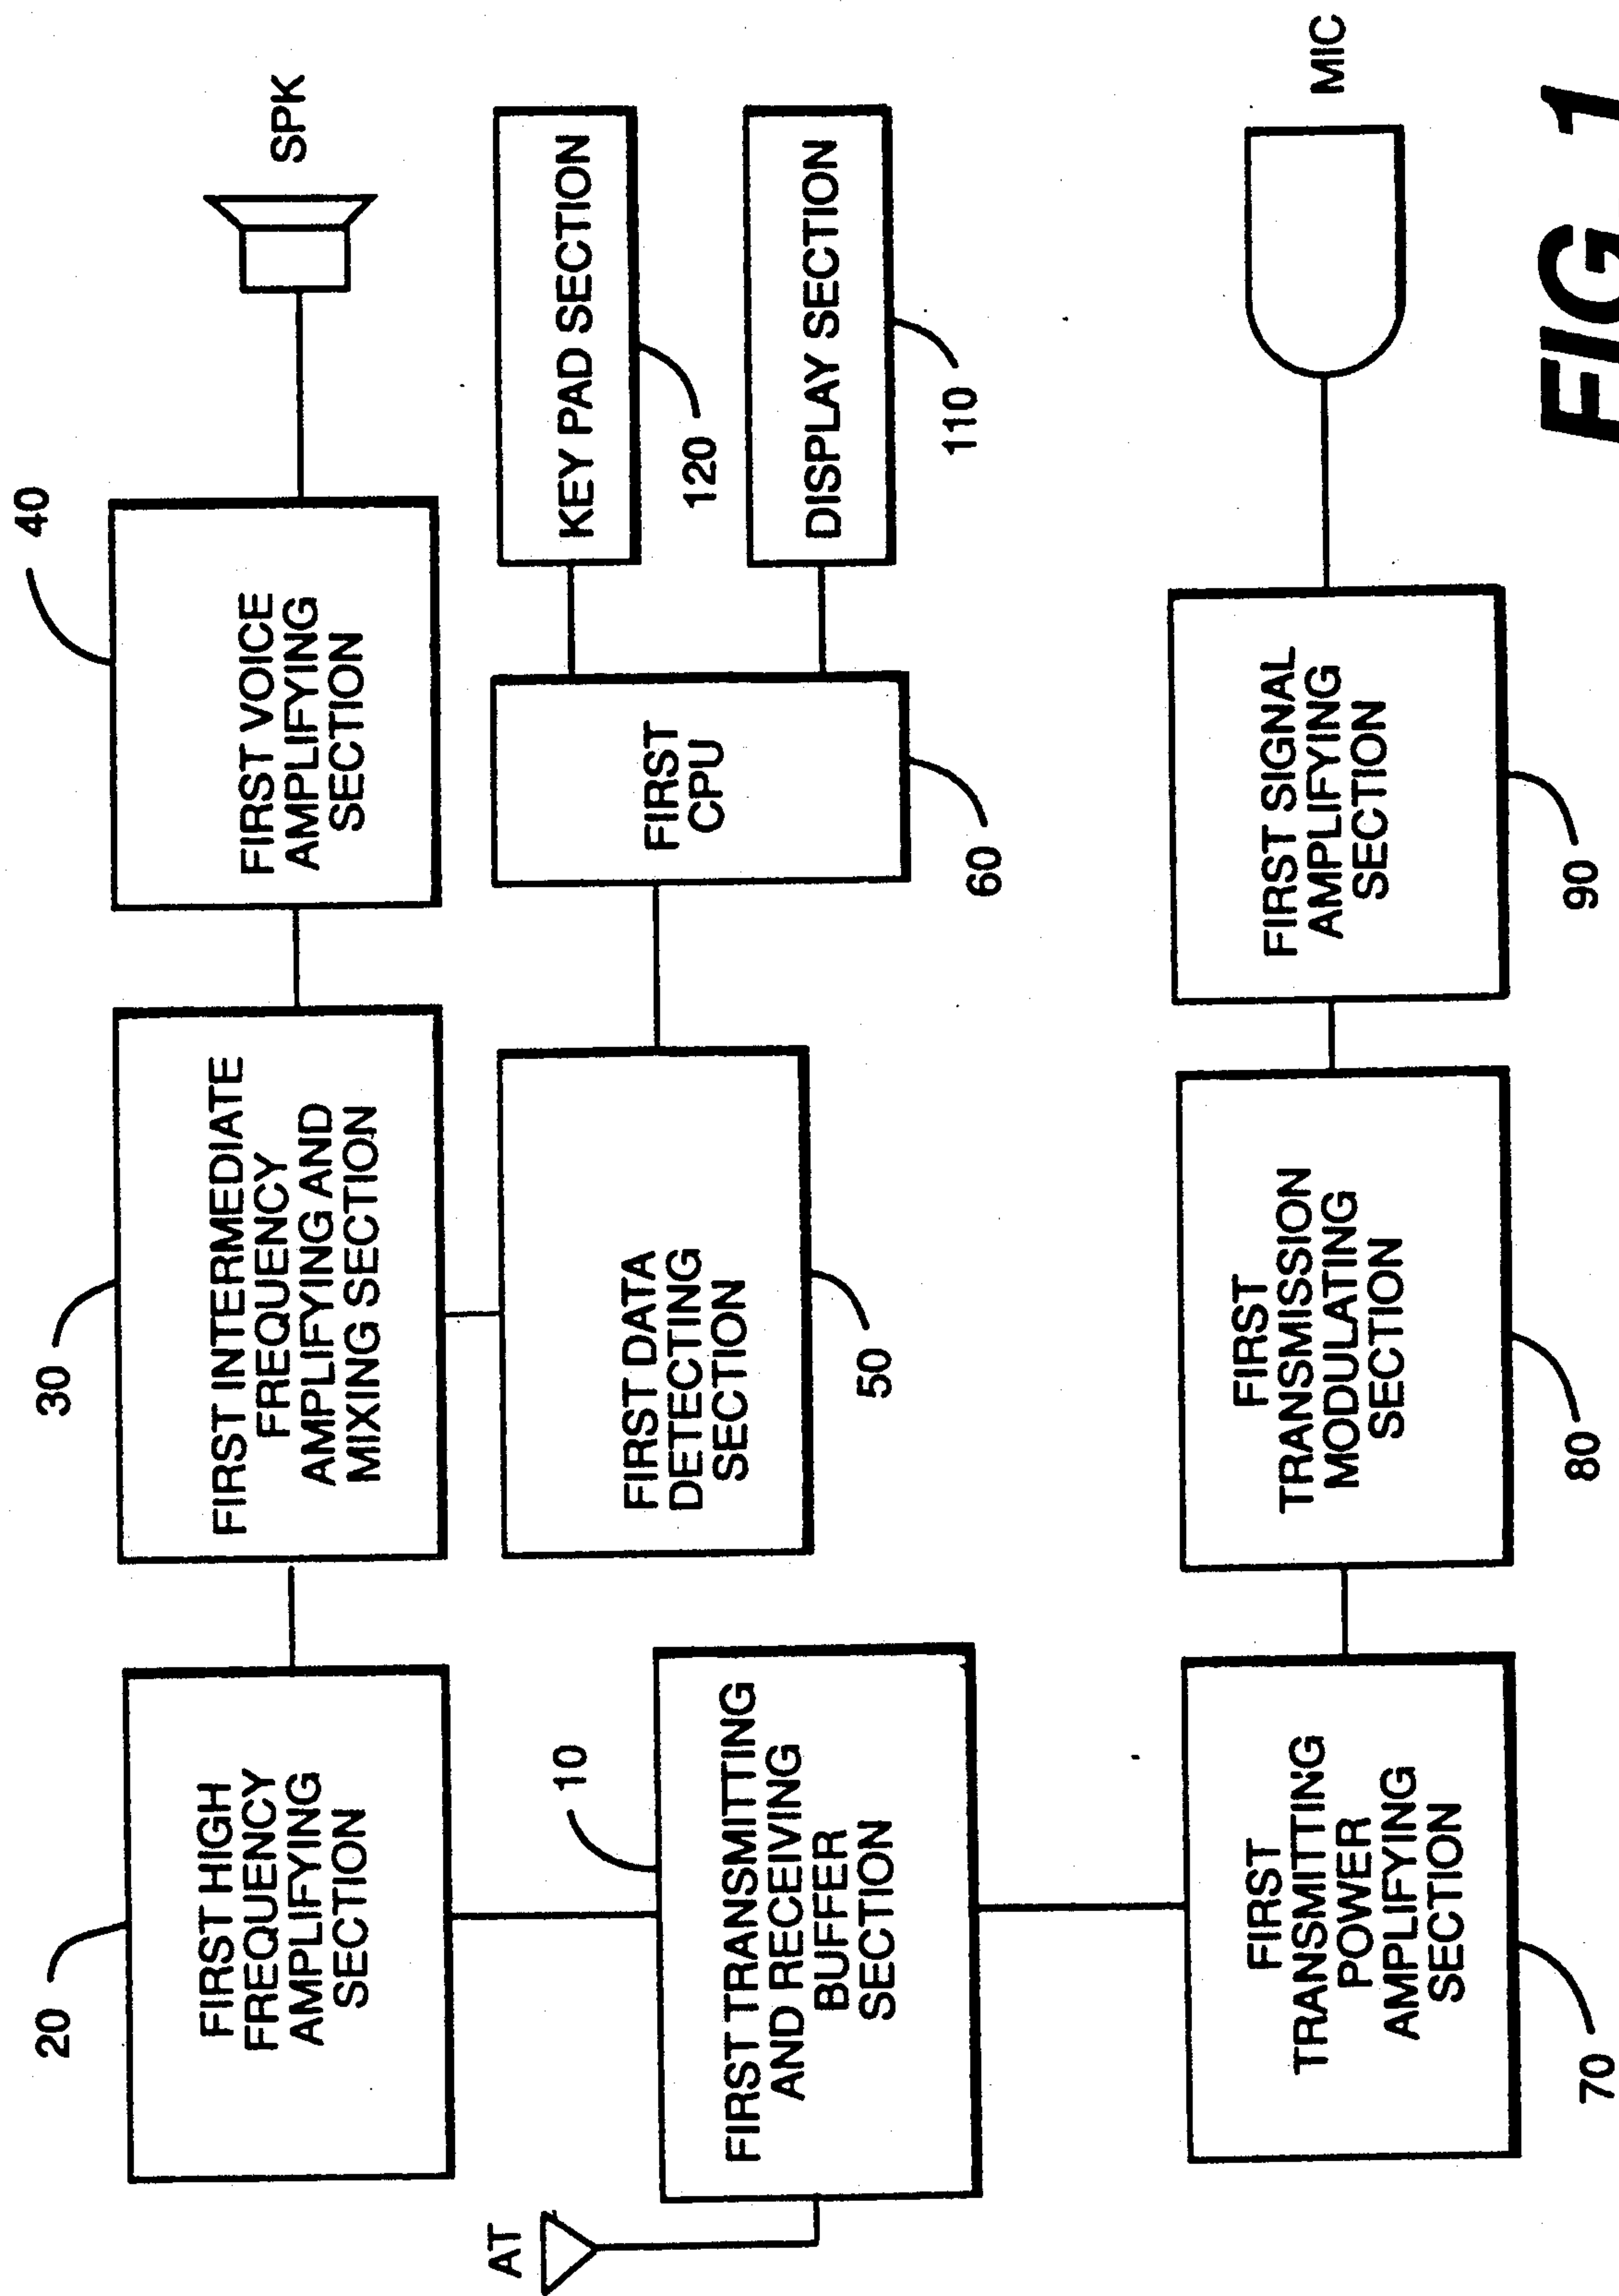 20
FIRST HIGH
FREQUENCY
AMPLIFYING
SECTION
30
FIRST INTERMEDIATE
FREQUENCY
AMPLIFYING AND
MIXING SECTION
40
FIRST VOICE
AMPLIFYING
SECTION
SPK
AT
10
FIRST TRANSMITTING
AND RECEIVING
BUFFER
SECTION
FIRST DATA
DETECTING
SECTION
50
FIRST
CPU
60
KEY PAD SECTION
120
DISPLAY SECTION
110
FIRST
TRANSMITTING
POWER
AMPLIFYING
SECTION
70
FIRST
TRANSMISSION
MODULATING
SECTION
80
FIRST SIGNAL
AMPLIFYING
SECTION
90
MIC
FIG. 1